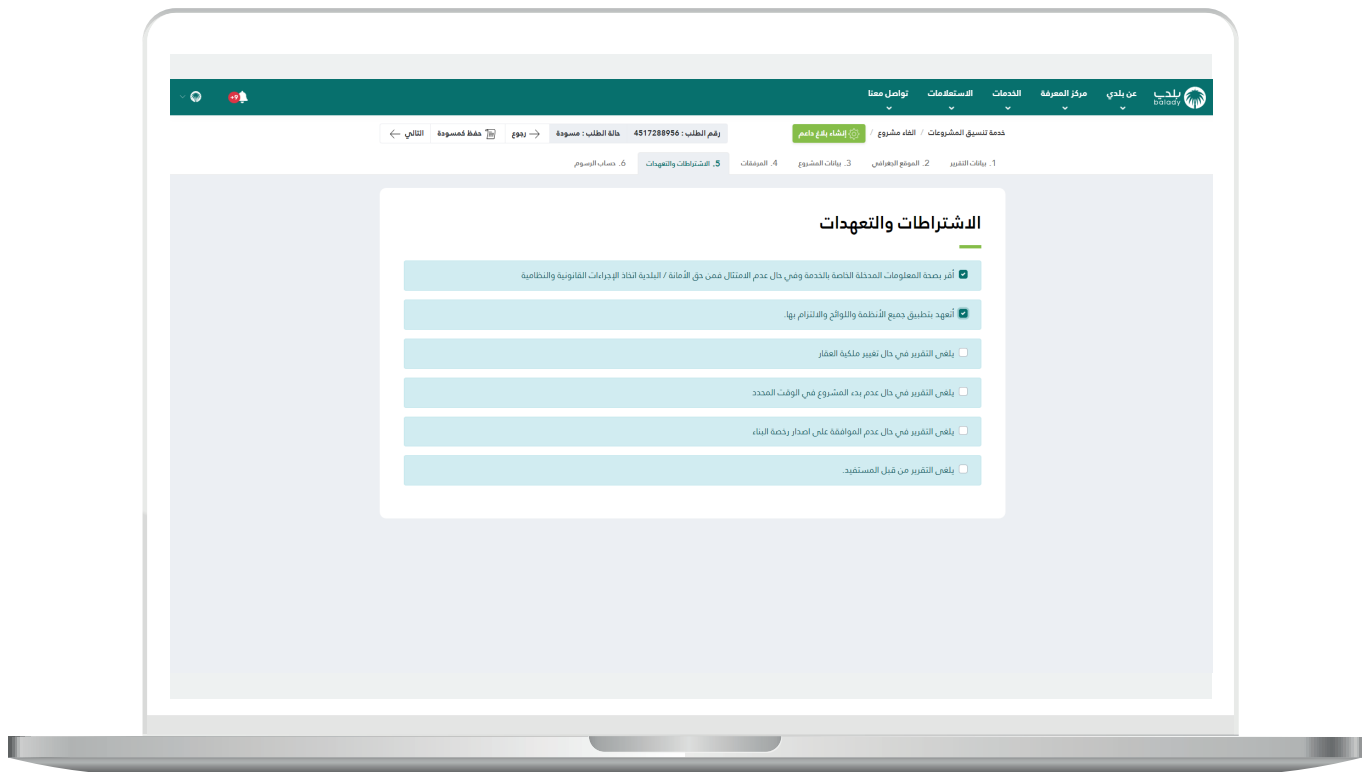 بلدي
balady
عن بلدي
مركز المعرفة
الخدمات
الاستعلامات
تواصل معنا
+9
خدمة تنسيق المشروعات / الغاء مشروع / إنشاء بلاغ داعم
رقم الطلب : 4517288956 حالة الطلب : مسودة
رجوع
حفظ كمسودة
التالي
1. بيانات التقرير
2. الموقع الجغرافي
3. بيانات المشروع
4. المرفقات
5. الاشتراطات والتعهدات
6. حساب الرسوم
الاشتراطات والتعهدات
أقر بصحة المعلومات المدخلة الخاصة بالخدمة وفي حال عدم الامتثال فمن حق الأمانة / البلدية اتخاذ الإجراءات القانونية والنظامية
أتعهد بتطبيق جميع الأنظمة واللوائح والالتزام بها.
يلغى التقرير في حال تغيير ملكية العقار
يلغى التقرير في حال عدم بدء المشروع في الوقت المحدد
يلغى التقرير في حال عدم الموافقة على اصدار رخصة البناء
يلغى التقرير من قبل المستفيد.